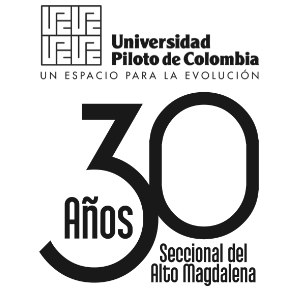 Universidad
Piloto de Colombia
UN ESPACIO PARA LA EVOLUCIÓN
30
Años
Seccional del
Alto Magdalena